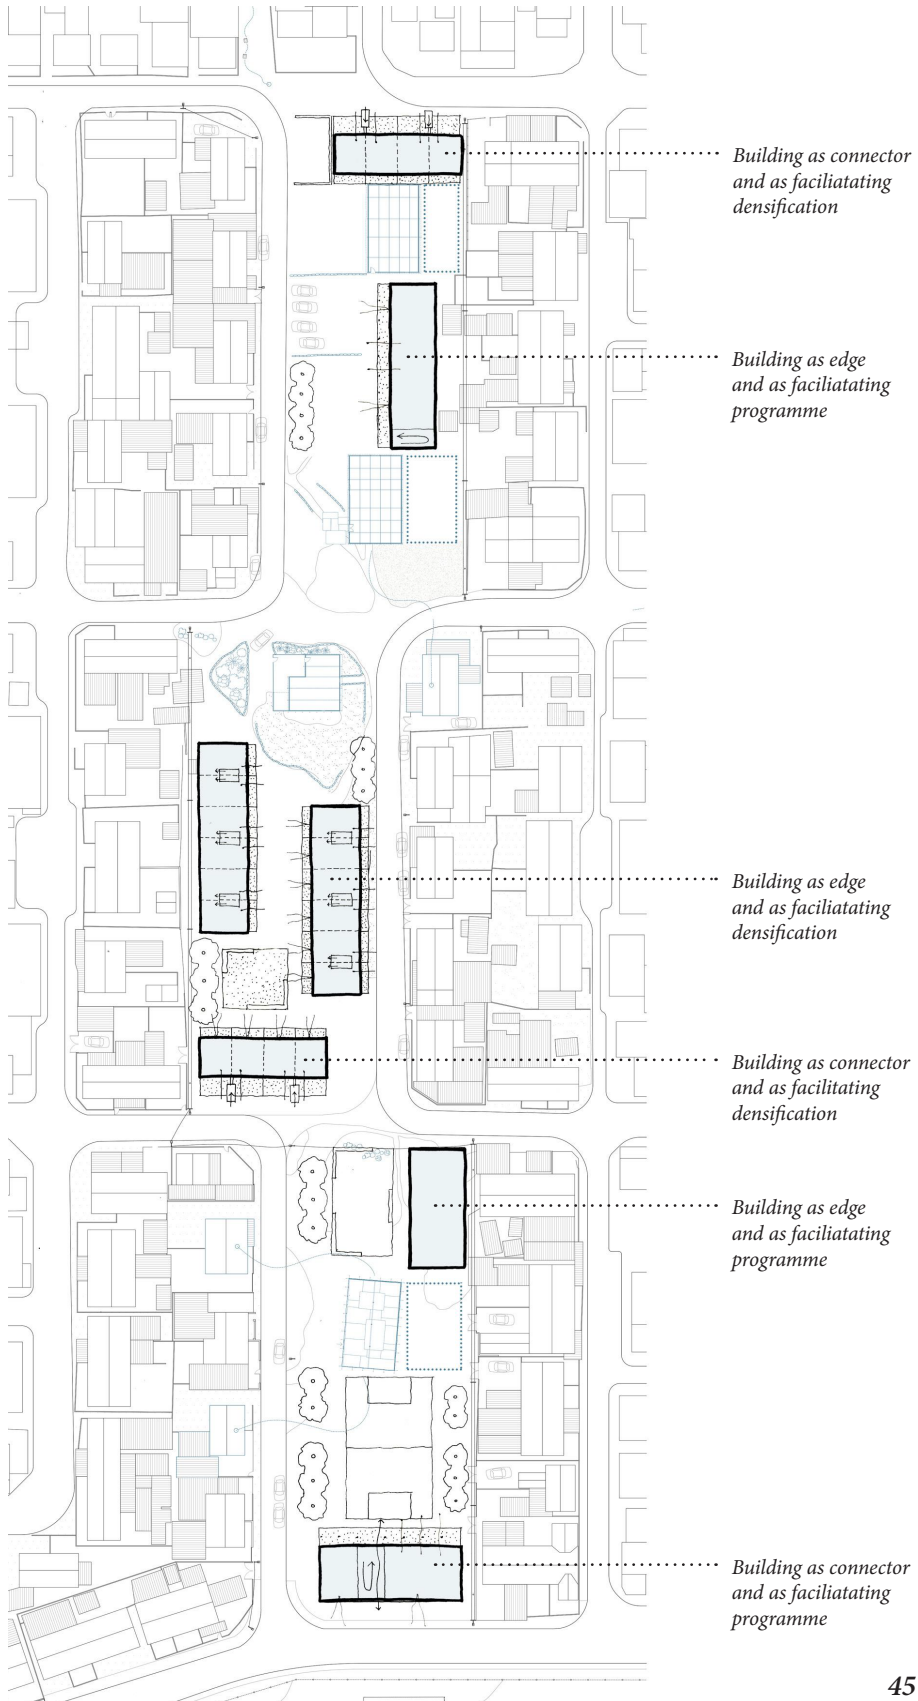 Building as connector
and as faciliatating
densification
Building as edge
and as faciliatating
programme
Building as edge
and as faciliatating
densification
Building as connector
and as facilitating
densification
Building as edge
and as faciliatating
programme
Building as connector
and as faciliatating
programme
45